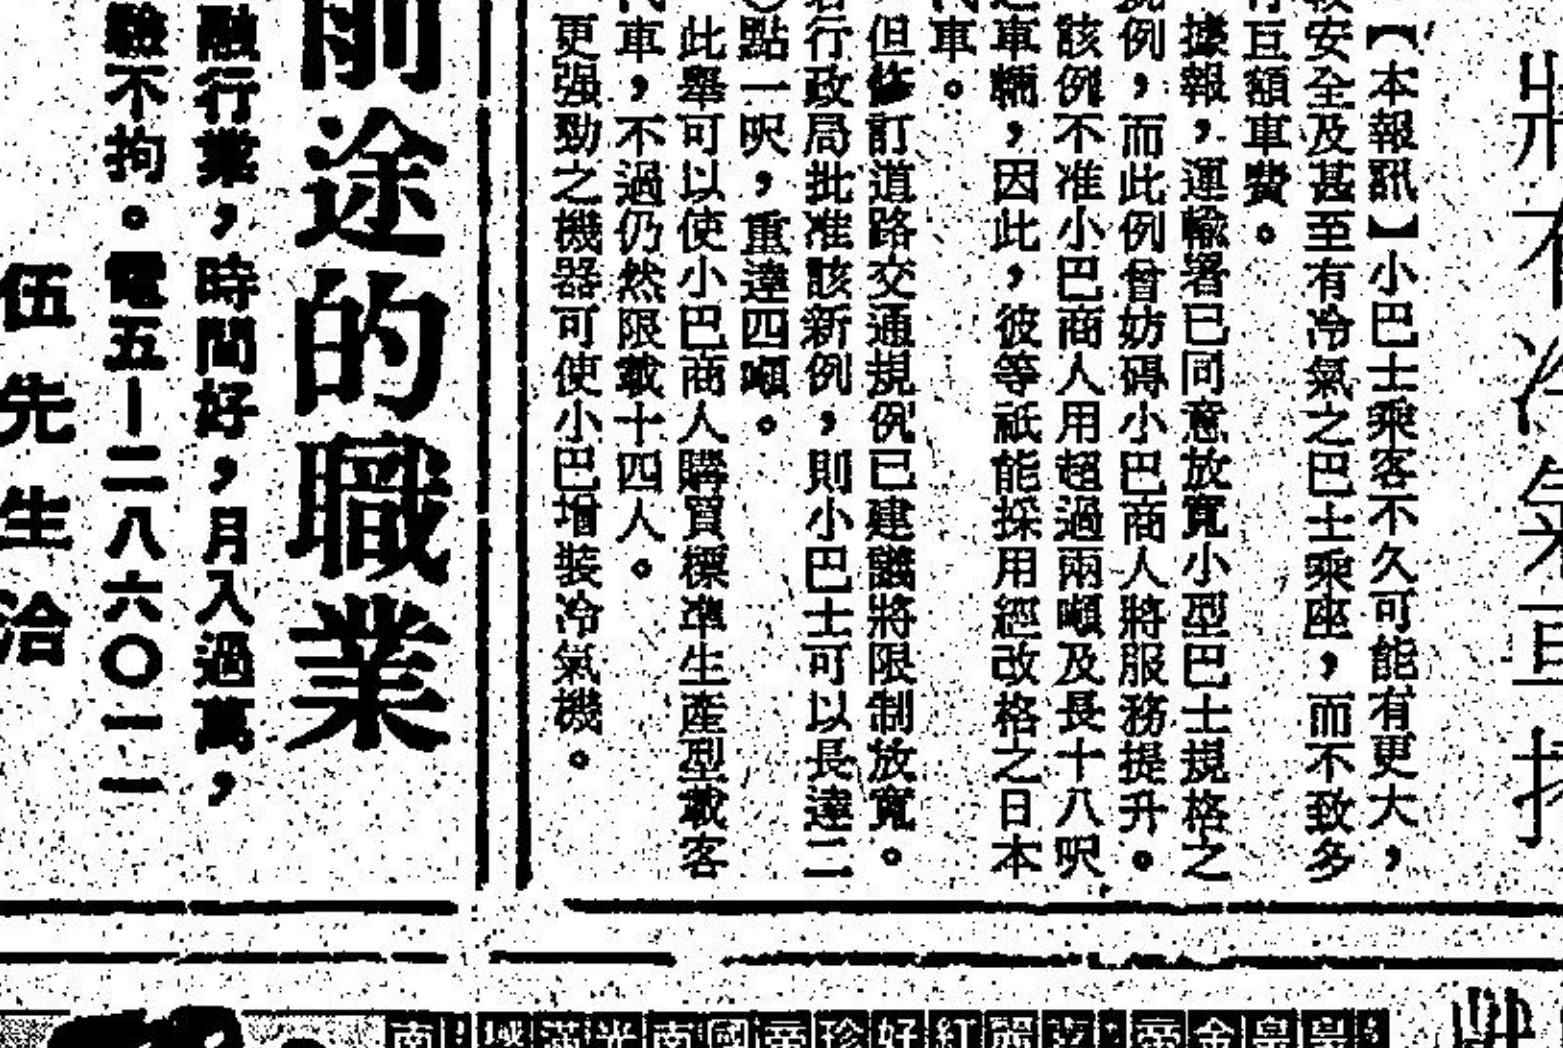 裝有冷氣
【本報訊】小巴士乘客不久可能有更大，
較安全及甚至有冷氣之巴士乘座，而不致多
付巨額車費。
據報，運輸署已同意放寬小型巴士規格之
規例，而此例曾妨碍小巴商人將服務提升。
該例不准小巴商人用超過兩噸及長十八呎
之車輛，因此，彼等祇能採用經改格之日本
汽車。
但修訂道路交通規例已建議將限制放寬。
若行政局批准該新例，則小巴士可以長達二
〇點一呎，重達四噸。
此舉可以使小巴商人購買標準生產型載客
汽車，不過仍然限載十四人。
更强勁之機器可使小巴增裝冷氣機。
前途的職業
融行業，時間好，月入過萬，
驗不拘。電五－二八六〇一一
伍先生洽